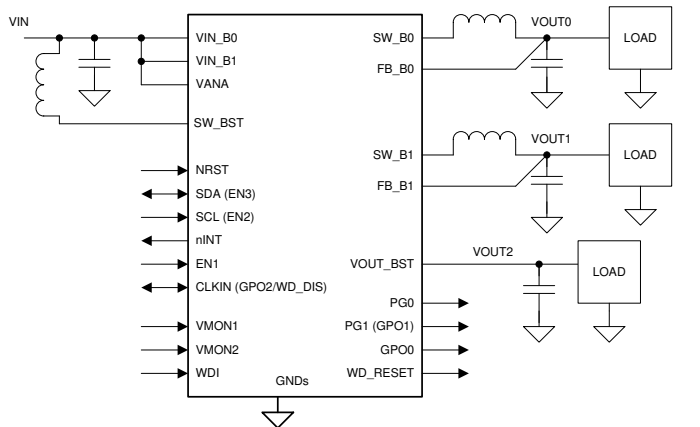 VIN
VIN_B0
VIN_B1
VANA
SW_BST
NRST
SDA (EN3)
SCL (EN2)
nINT
EN1
CLKIN (GPO2/WD_DIS)
VMON1
VMON2
WDI
GNDs
SW_B0
FB_B0
SW_B1
FB_B1
VOUT_BST
PG0
PG1 (GPO1)
GPO0
WD_RESET
VOUT0
LOAD
VOUT1
LOAD
VOUT2
LOAD